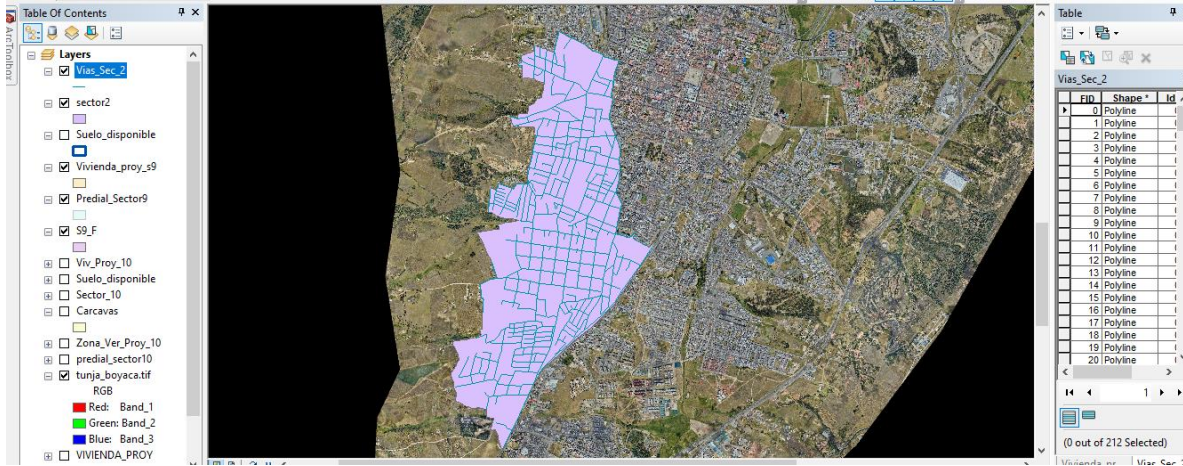 Table Of Contents
ArcToolbox
Layers
Vias_Sec_2
sector2
Suelo_disponible
Vivienda_proy_s9
Predial_Sector9
S9_F
Viv_Proy_10
Suelo_disponible
Sector_10
Carcavas
Zona_Ver_Proy_10
predial_sector10
tunja_boyaca.tif
RGB
Red: Band_1
Green: Band_2
Blue: Band_3
VIVIENDA_PROY
Table
Vias_Sec_2
FID Shape * Id
0 Polyline
1 Polyline
2 Polyline
3 Polyline
4 Polyline
5 Polyline
6 Polyline
7 Polyline
8 Polyline
9 Polyline
10 Polyline
11 Polyline
12 Polyline
13 Polyline
14 Polyline
15 Polyline
16 Polyline
17 Polyline
18 Polyline
19 Polyline
20 Polyline
1
(0 out of 212 Selected)
Vivienda_pr Vias_Sec_2